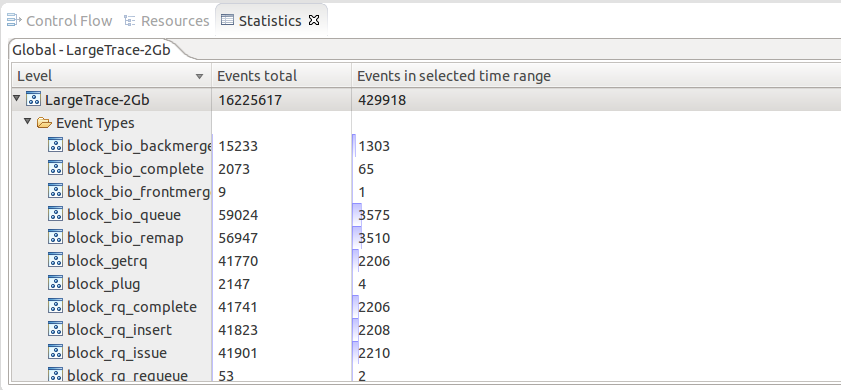 Control Flow Resources Statistics
Global - LargeTrace-2Gb
Level Events total Events in selected time range
LargeTrace-2Gb 16225617 429918
Event Types
block_bio_backmerge 15233 1303
block_bio_complete 2073 65
block_bio_frontmerg 9 1
block_bio_queue 59024 3575
block_bio_remap 56947 3510
block_getrq 41770 2206
block_plug 2147 4
block_rq_complete 41741 2206
block_rq_insert 41823 2208
block_rq_issue 41901 2210
block_rq_requeue 53 2